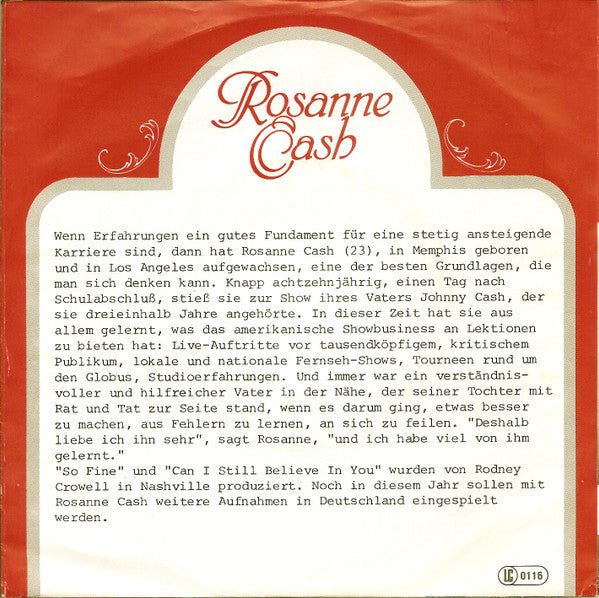 Rosanne
Cash
Wenn Erfahrungen ein gutes Fundament für eine stetig ansteigende
Karriere sind, dann hat Rosanne Cash (23), in Memphis geboren
und in Los Angeles aufgewachsen, eine der besten Grundlagen, die
man sich denken kann. Knapp achtzehnjährig, einen Tag nach
Schulabschluß, stieß sie zur Show ihres Vaters Johnny Cash, der
sie dreieinhalb Jahre angehörte. In dieser Zeit hat sie aus
allem gelernt, was das amerikanische Showbusiness an Lektionen
zu bieten hat: Live-Auftritte vor tausendköpfigem, kritischem
Publikum, lokale und nationale Fernseh-Shows, Tourneen rund um
den Globus, Studioerfahrungen. Und immer war ein verständnis-
voller und hilfreicher Vater in der Nähe, der seiner Tochter mit
Rat und Tat zur Seite stand, wenn es darum ging, etwas besser
zu machen, aus Fehlern zu lernen, an sich zu feilen. "Deshalb
liebe ich ihn sehr", sagt Rosanne, "und ich habe viel von ihm
gelernt."
"So Fine" und "Can I Still Believe In You" wurden von Rodney
Crowell in Nashville produziert. Noch in diesem Jahr sollen mit
Rosanne Cash weitere Aufnahmen in Deutschland eingespielt
werden.
LC 0116